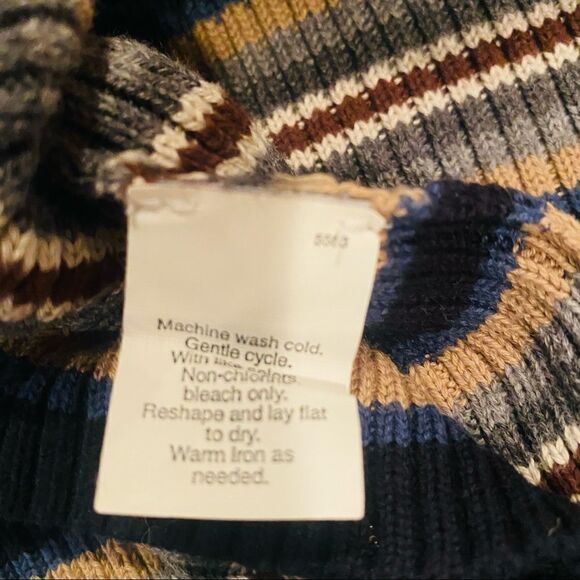 Machine wash cold.
Gentle cycle.
With like
Non-chlorine
bleach only.
Reshape and lay flat
to dry.
Warm Iron as
needed.